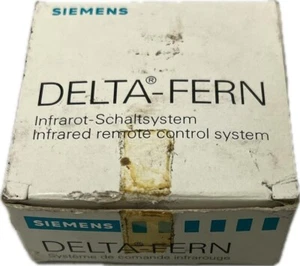 SIEMENS
DELTA®-FERN
Infrarot-Schaltsystem
Infrared remote control system
SIEMENS
DELTA®-FERN
Système de commande infrarouge